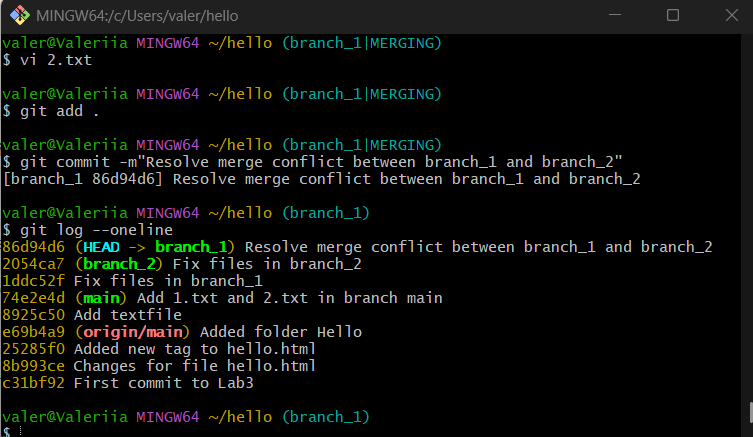 MINGW64:/c/Users/valer/hello
valer@Valeriia MINGW64 ~/hello (branch_1|MERGING)
$ vi 2.txt
valer@Valeriia MINGW64 ~/hello (branch_1|MERGING)
$ git add .
valer@Valeriia MINGW64 ~/hello (branch_1|MERGING)
$ git commit -m"Resolve merge conflict between branch_1 and branch_2"
[branch_1 86d94d6] Resolve merge conflict between branch_1 and branch_2
valer@Valeriia MINGW64 ~/hello (branch_1)
$ git log --oneline
86d94d6 (HEAD -> branch_1) Resolve merge conflict between branch_1 and branch_2
2054ca7 (branch_2) Fix files in branch_2
1ddc52f Fix files in branch_1
74e2e4d (main) Add 1.txt and 2.txt in branch main
8925c50 Add textfile
e69b4a9 (origin/main) Added folder Hello
25285f0 Added new tag to hello.html
8b993ce Changes for file hello.html
c31bf92 First commit to Lab3
valer@Valeriia MINGW64 ~/hello (branch_1)
$